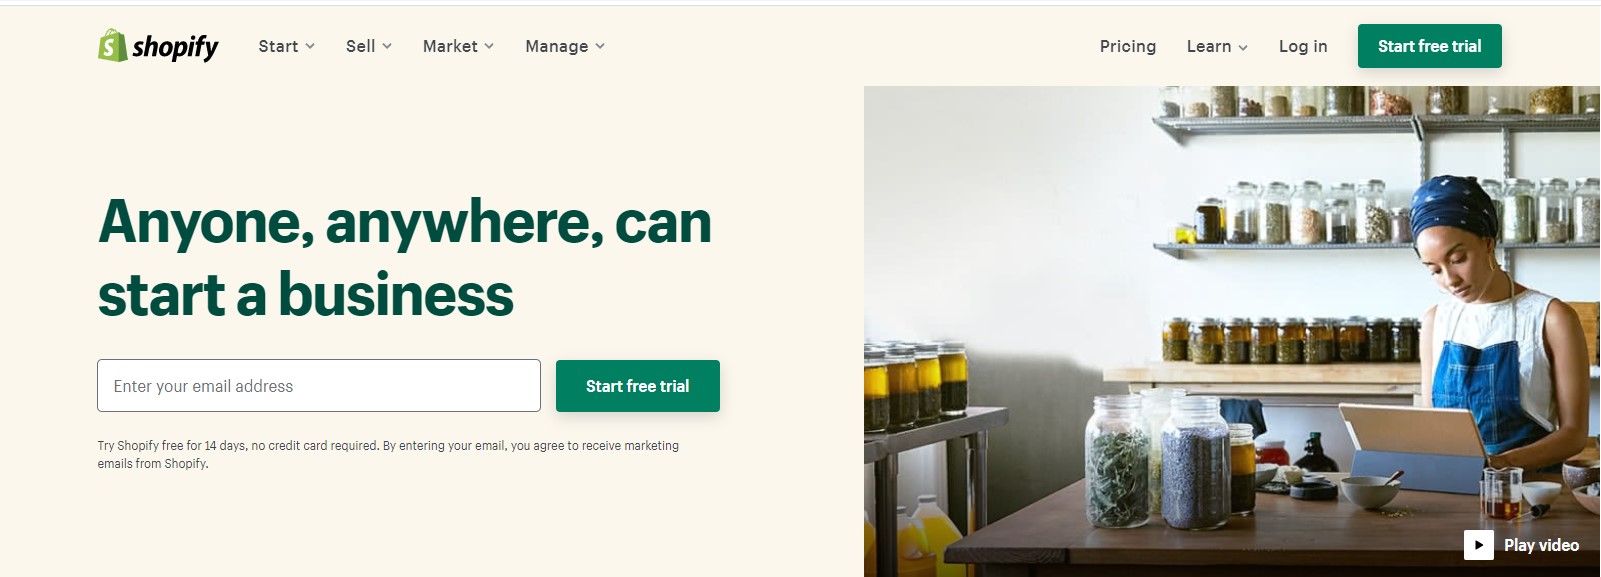 shopify
Start
Sell
Market
Manage
Pricing
Learn
Log in
Start free trial
Anyone, anywhere, can
start a business
Enter your email address
Start free trial
Try Shopify free for 14 days, no credit card required. By entering your email, you agree to receive marketing
emails from Shopify.
Play video